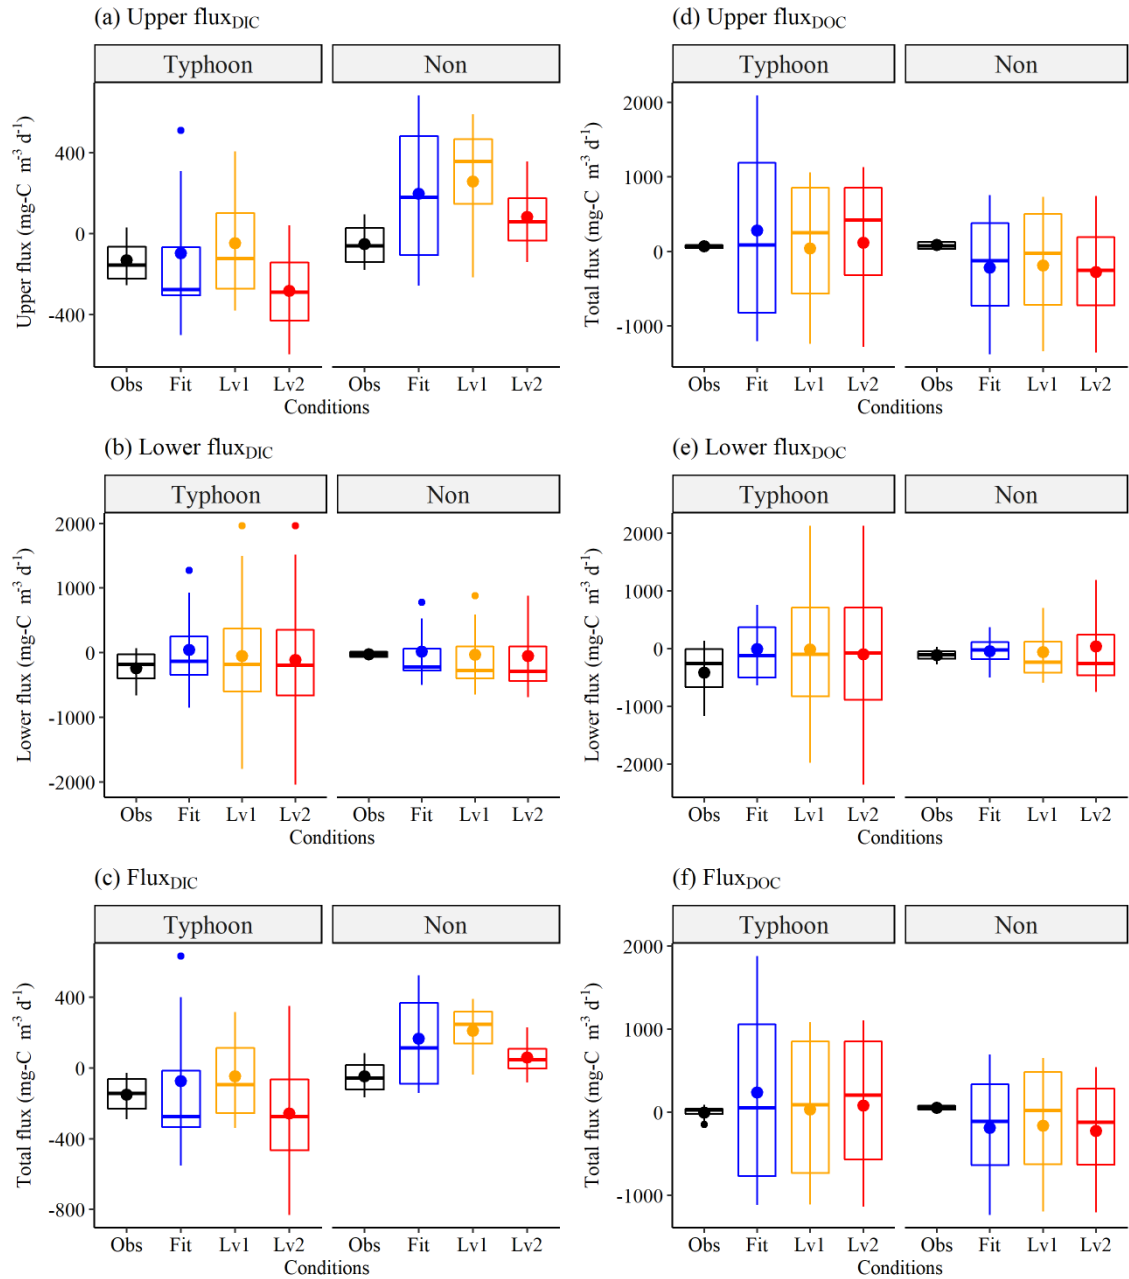 (a) Upper fluxDIC
Typhoon Non
Upper flux (mg-C m-3 d-1)
400
0
-400
Obs Fit Lv1 Lv2 Obs Fit Lv1 Lv2
Conditions
(d) Upper fluxDOC
Typhoon Non
Total flux (mg-C m-3 d-1)
2000
1000
0
-1000
Obs Fit Lv1 Lv2 Obs Fit Lv1 Lv2
Conditions
(b) Lower fluxDIC
Typhoon Non
Lower flux (mg-C m-3 d-1)
2000
1000
0
-1000
-2000
Obs Fit Lv1 Lv2 Obs Fit Lv1 Lv2
Conditions
(e) Lower fluxDOC
Typhoon Non
Lower flux (mg-C m-3 d-1)
2000
1000
0
-1000
-2000
Obs Fit Lv1 Lv2 Obs Fit Lv1 Lv2
Conditions
(c) FluxDIC
Typhoon Non
Total flux (mg-C m-3 d-1)
400
0
-400
-800
Obs Fit Lv1 Lv2 Obs Fit Lv1 Lv2
Conditions
(f) FluxDOC
Typhoon Non
Total flux (mg-C m-3 d-1)
2000
1000
0
-1000
Obs Fit Lv1 Lv2 Obs Fit Lv1 Lv2
Conditions